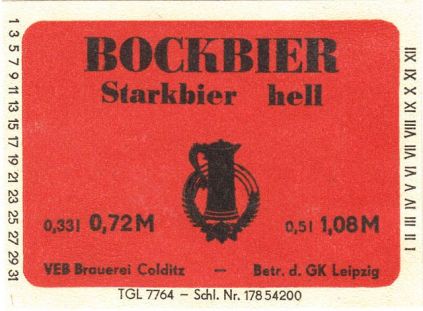 BOCKBIER
Starkbier hell
0,33l 0,72M 0,5l 1,08M
VEB Brauerei Colditz – Betr. d. GK Leipzig
TGL 7764 – Schl. Nr. 178 54200
1 3 5 7 9 11 13 15 17 19 21 23 25 27 29 31
I II III IV V VI VII VIII IX X XI XII